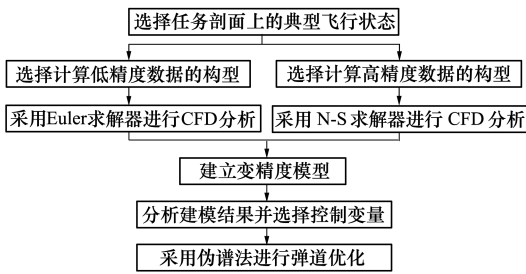 选择任务剖面上的典型飞行状态
选择计算低精度数据的构型
选择计算高精度数据的构型
采用Euler求解器进行CFD分析
采用 N-S 求解器进行 CFD 分析
建立变精度模型
分析建模结果并选择控制变量
采用伪谱法进行弹道优化